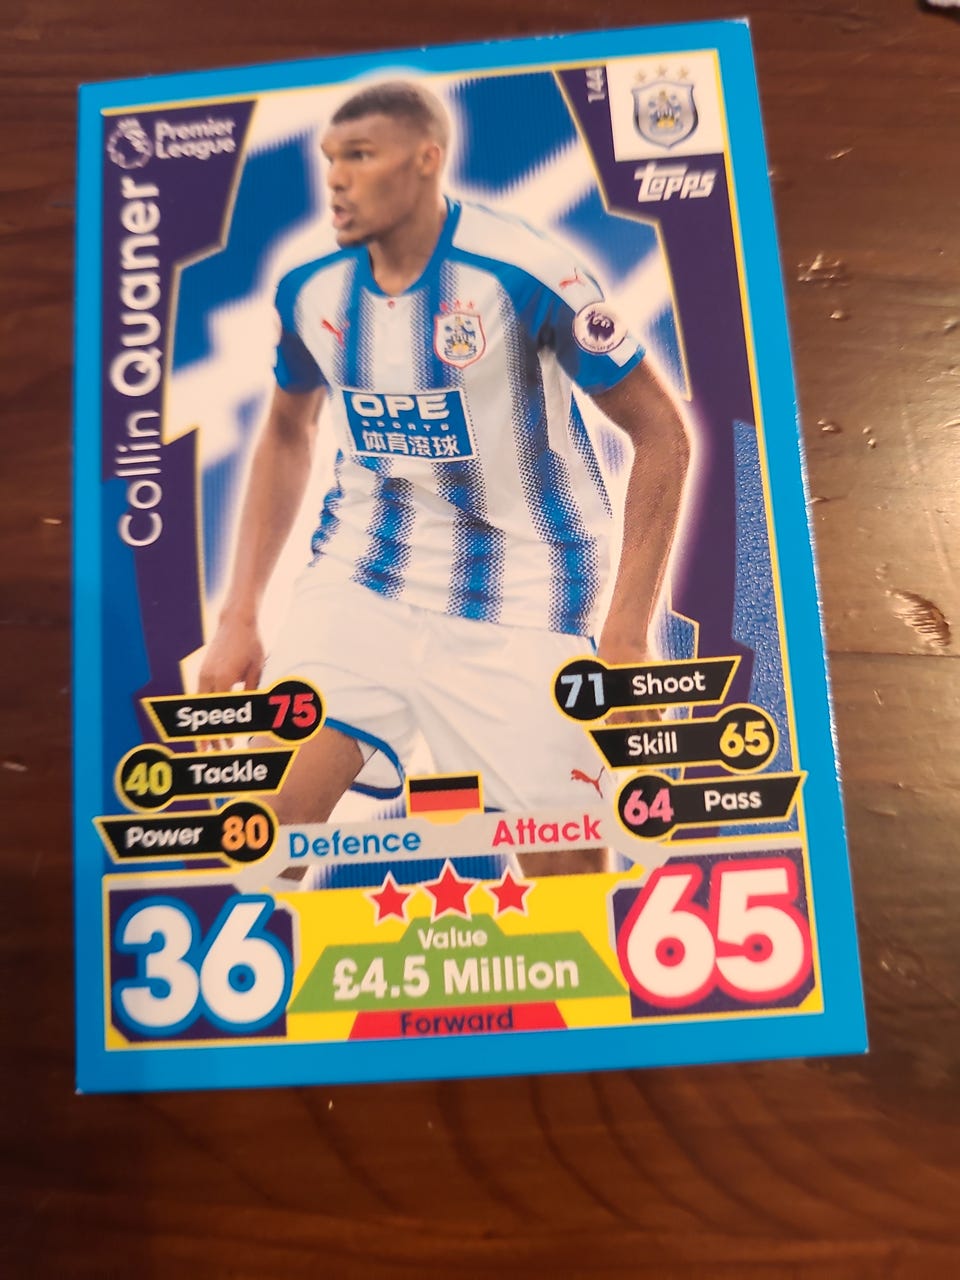 Premier
League
144
TOPPS
Collin Quaner
OPE
SPORTS
体育滚球
Speed 75
71 Shoot
40 Tackle
Skill 65
Power 80
64 Pass
Defence
Attack
36
65
Value
£4.5 Million
Forward